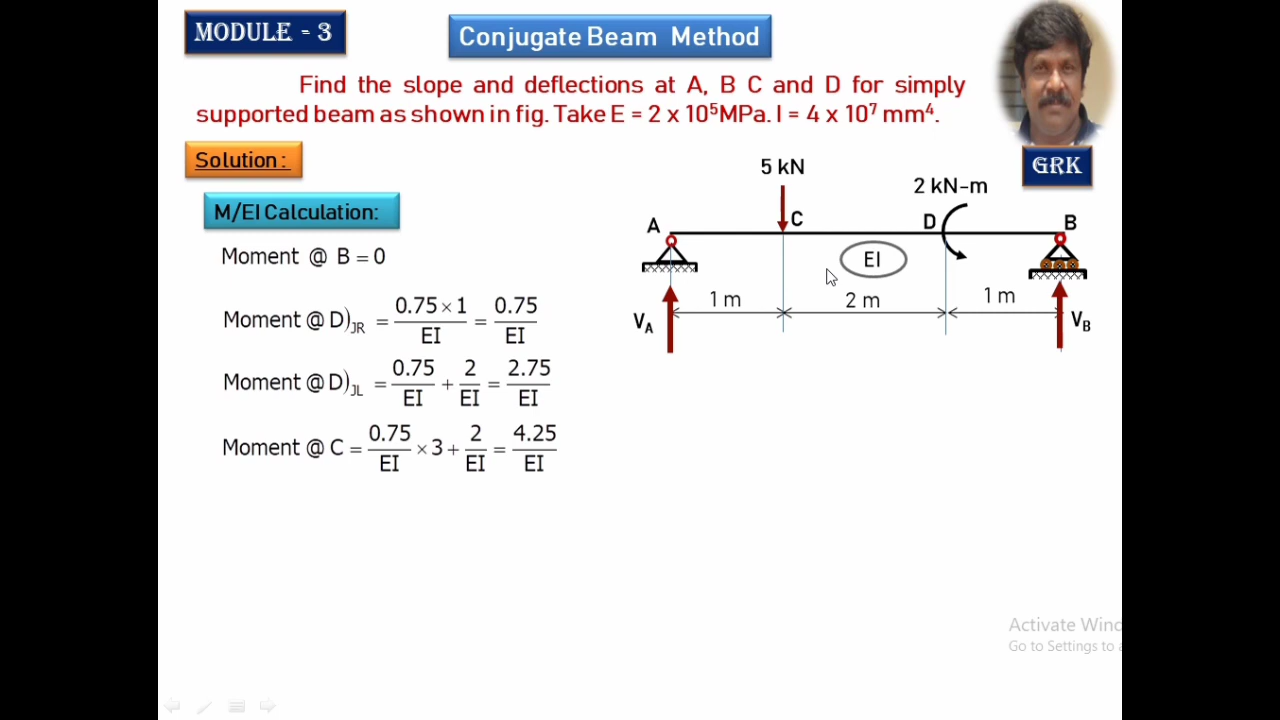 MODULE - 3
Conjugate Beam Method
Find the slope and deflections at A, B C and D for simply
supported beam as shown in fig. Take E = 2 x 10⁵MPa. I = 4 x 10⁷ mm⁴.
GRK
Solution :
M/EI Calculation:
Moment @ B = 0
Moment @ D)JR = 0.75 × 1 / EI = 0.75 / EI
Moment @ D)JL = 0.75 / EI + 2 / EI = 2.75 / EI
Moment @ C = 0.75 / EI × 3 + 2 / EI = 4.25 / EI
5 kN
2 kN-m
A
C
D
B
EI
1 m
2 m
1 m
VA
VB
Activate Winc
Go to Settings to a